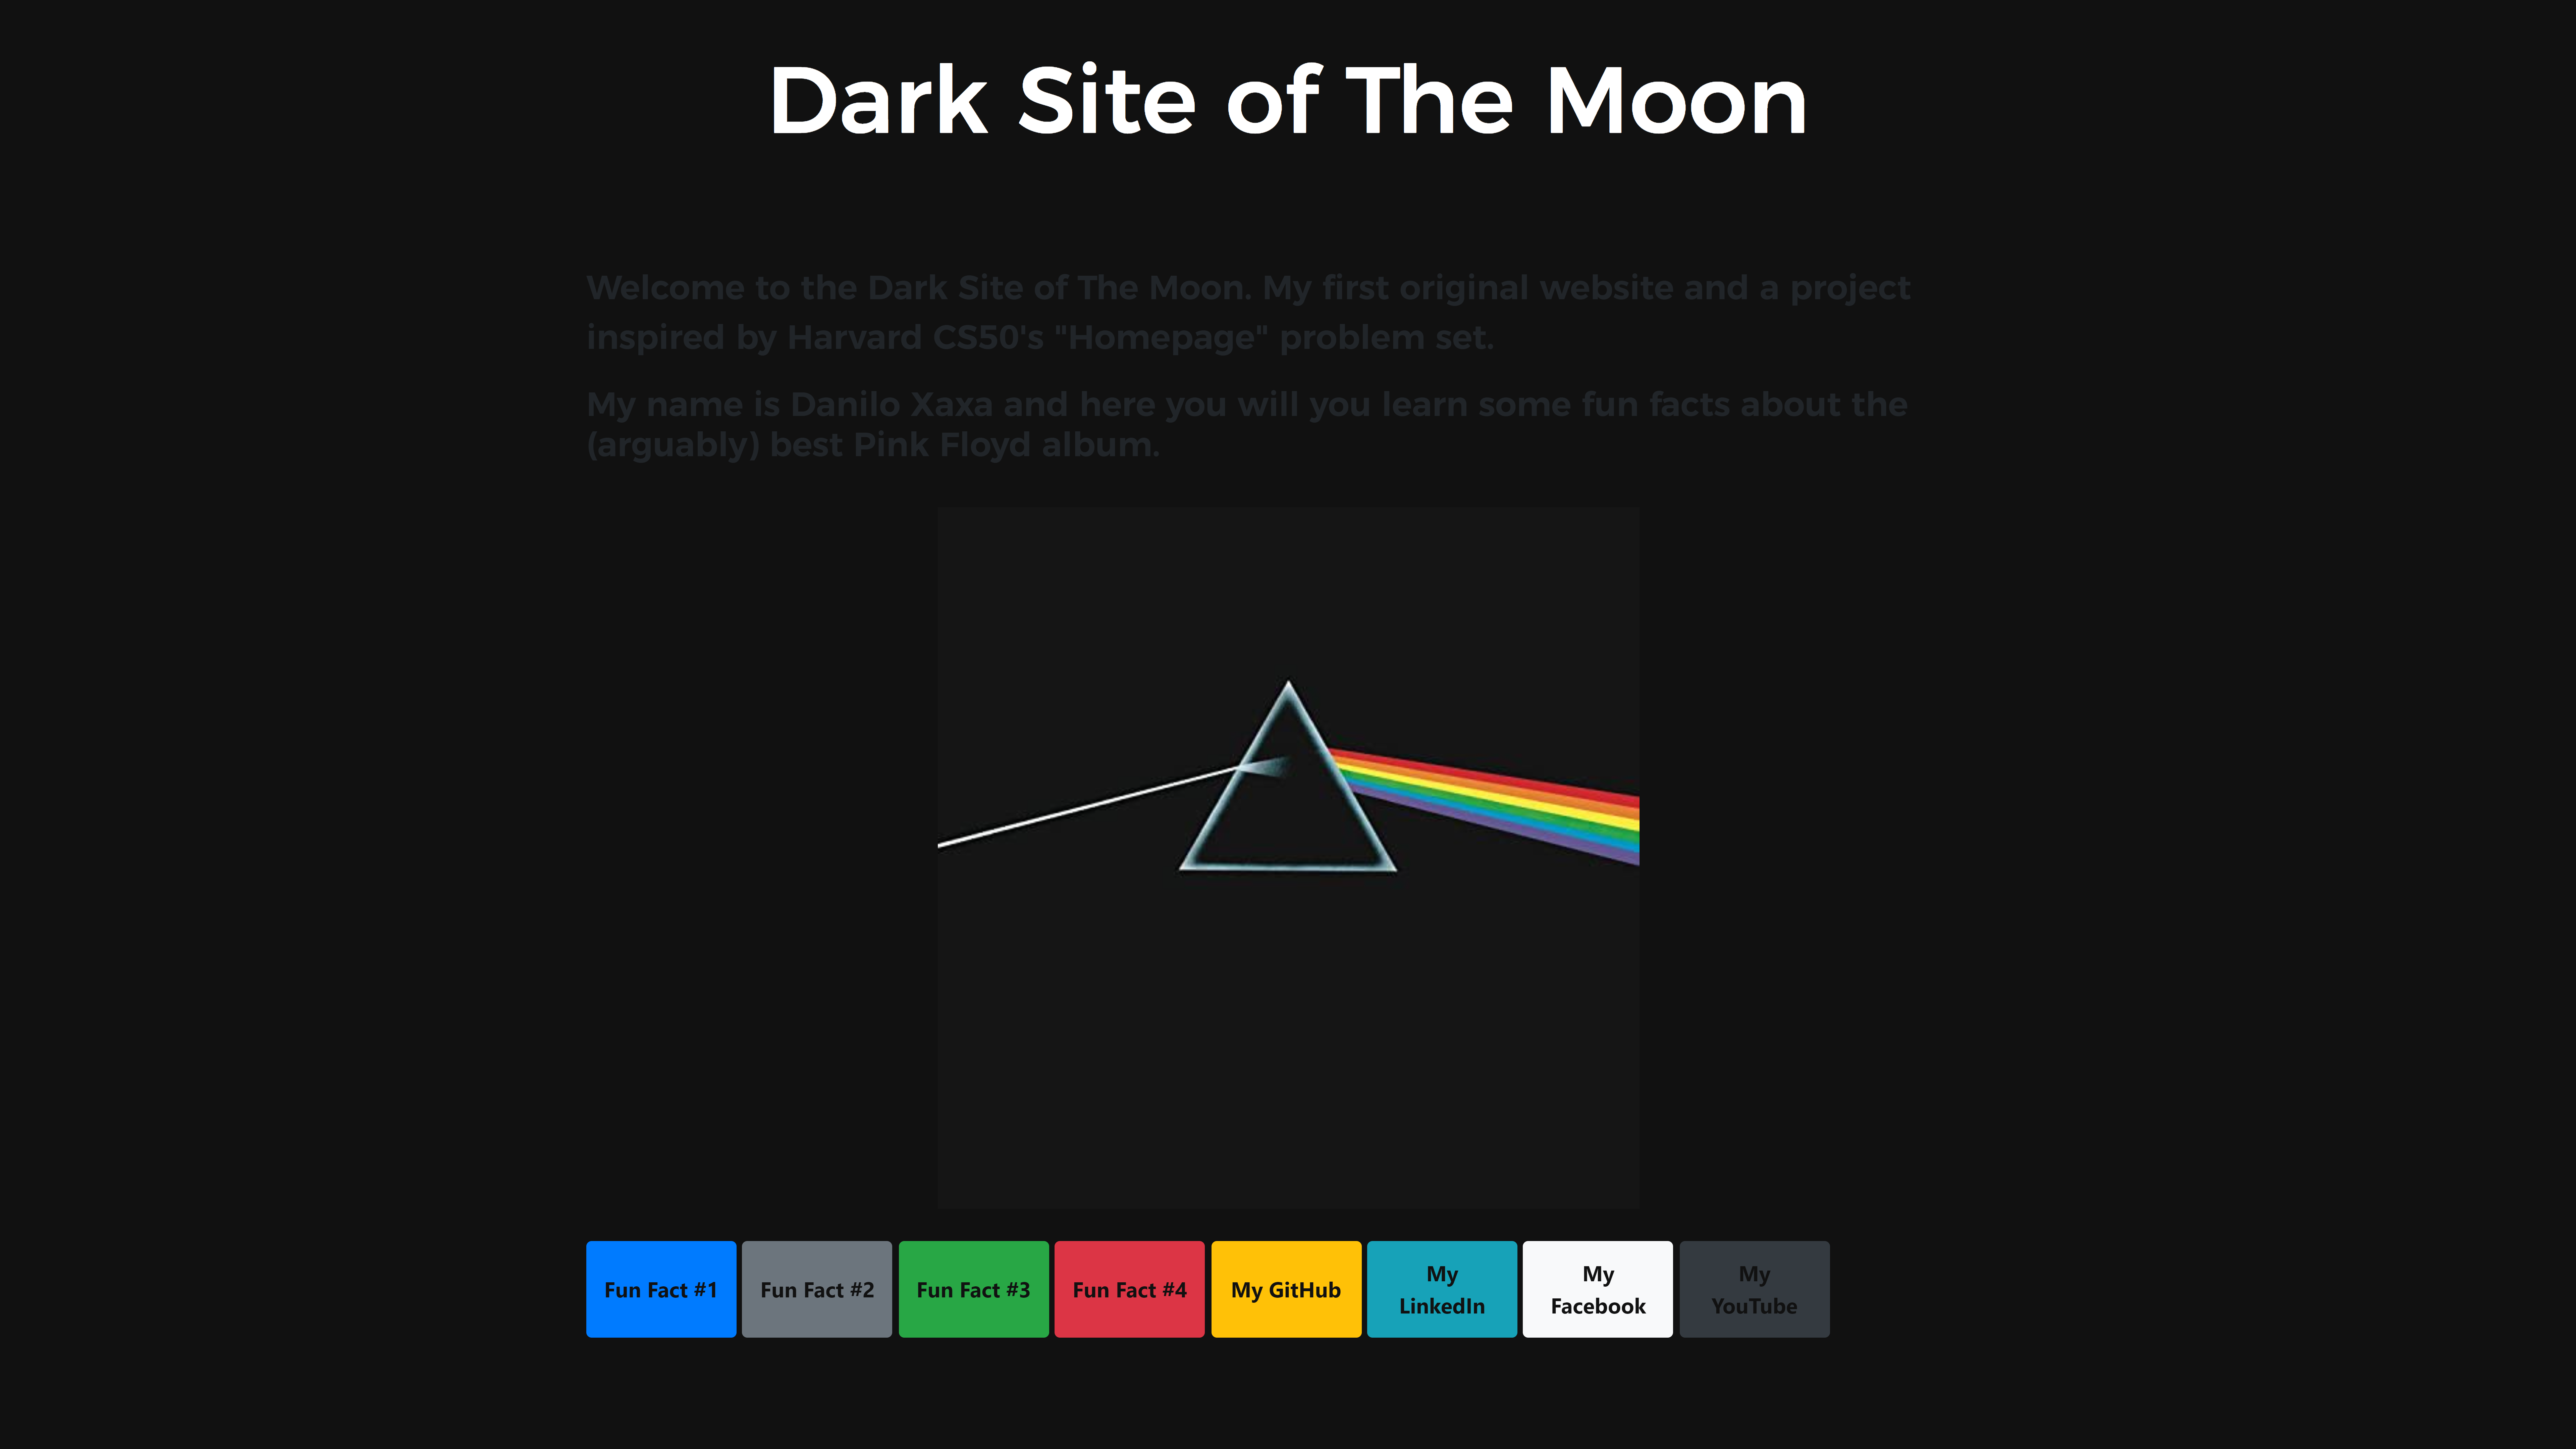 Dark Site of The Moon
Welcome to the Dark Site of The Moon. My first original website and a project
inspired by Harvard CS50's "Homepage" problem set.
My name is Danilo Xaxa and here you will you learn some fun facts about the
(arguably) best Pink Floyd album.
Fun Fact #1
Fun Fact #2
Fun Fact #3
Fun Fact #4
My GitHub
My
LinkedIn
My
Facebook
My
YouTube